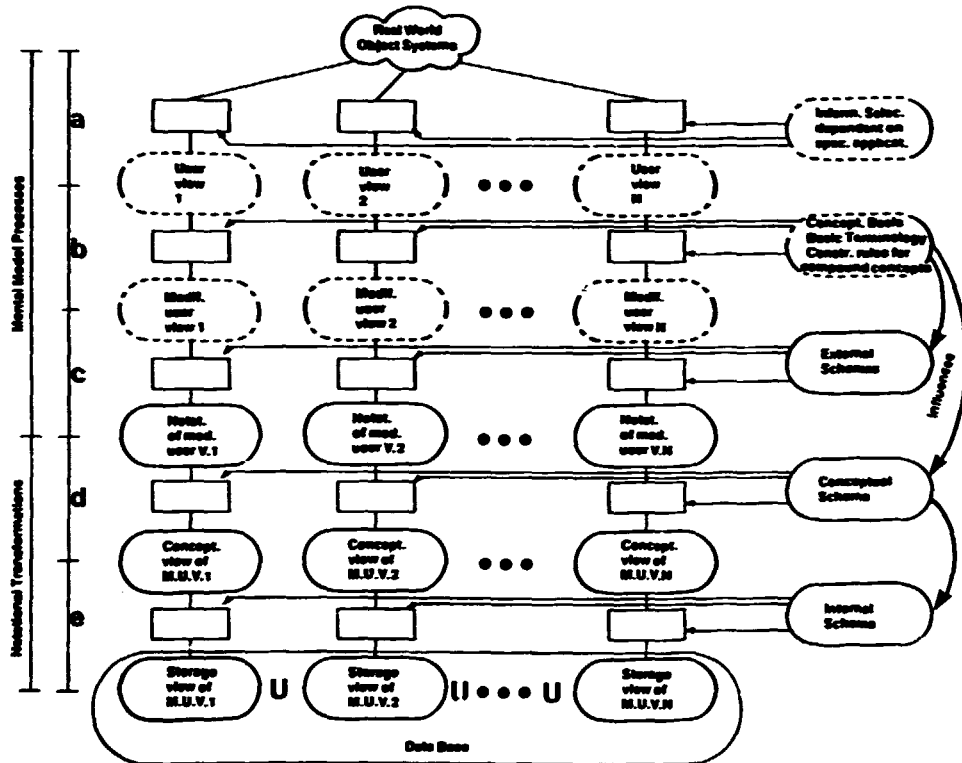 Real World
Object Systems
Mental Model Processes
Notational Transformations
a
b
c
d
e
Inform. Selec.
dependent on
spec. applicat.
User
view
1
User
view
2
User
view
N
Concept. Basis
Basic Terminology
Constr. rules for
compound concepts
Modif.
user
view 1
Modif.
user
view 2
Modif.
user
view N
External
Schemas
Influences
Notat.
of mod.
user V.1
Notat.
of mod.
user V.2
Notat.
of mod.
user V.N
Conceptual
Schema
Concept.
view of
M.U.V.1
Concept.
view of
M.U.V.2
Concept.
view of
M.U.V.N
Internal
Schema
Storage
view of
M.U.V.1
U
Storage
view of
M.U.V.2
U
U
Storage
view of
M.U.V.N
Data Base